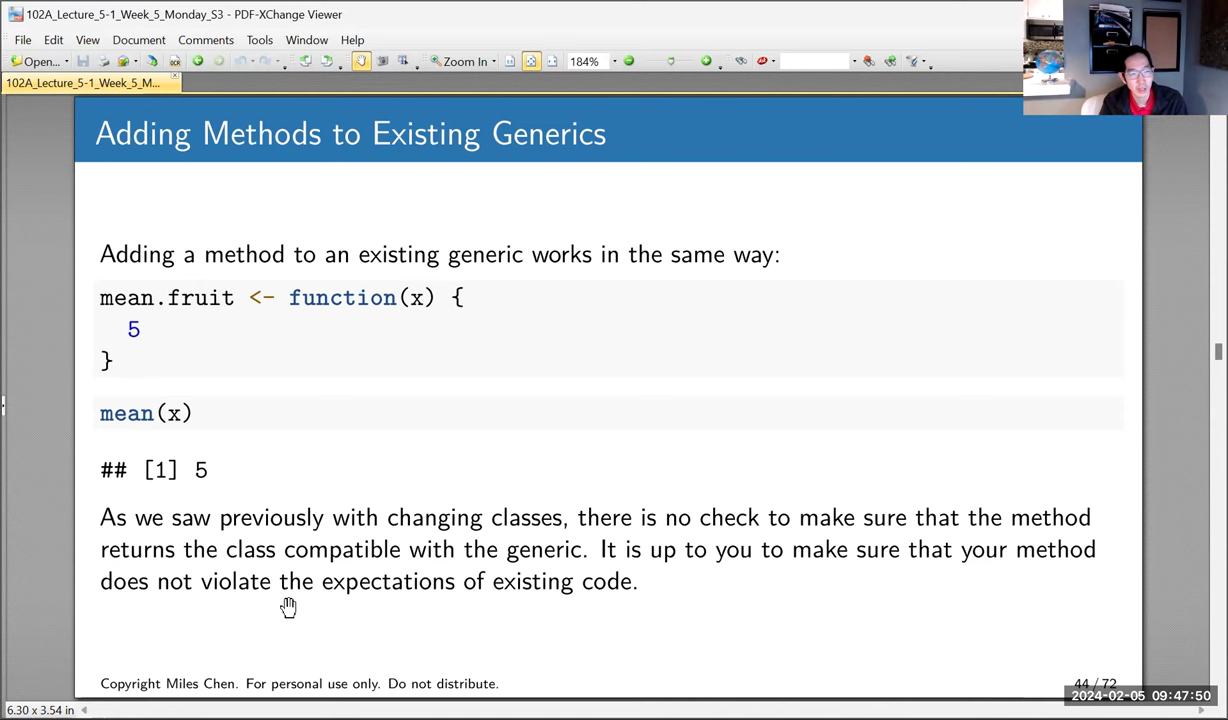 102A_Lecture_5-1_Week_5_Monday_S3 - PDF-XChange Viewer
File Edit View Document Comments Tools Window Help
Open... Zoom In 184%
102A_Lecture_5-1_Week_5_M...
Adding Methods to Existing Generics
Adding a method to an existing generic works in the same way:
mean.fruit <- function(x) {
5
}
mean(x)
## [1] 5
As we saw previously with changing classes, there is no check to make sure that the method
returns the class compatible with the generic. It is up to you to make sure that your method
does not violate the expectations of existing code.
Copyright Miles Chen. For personal use only. Do not distribute.
44 / 72
2024-02-05 09:47:50
6.30 x 3.54 in